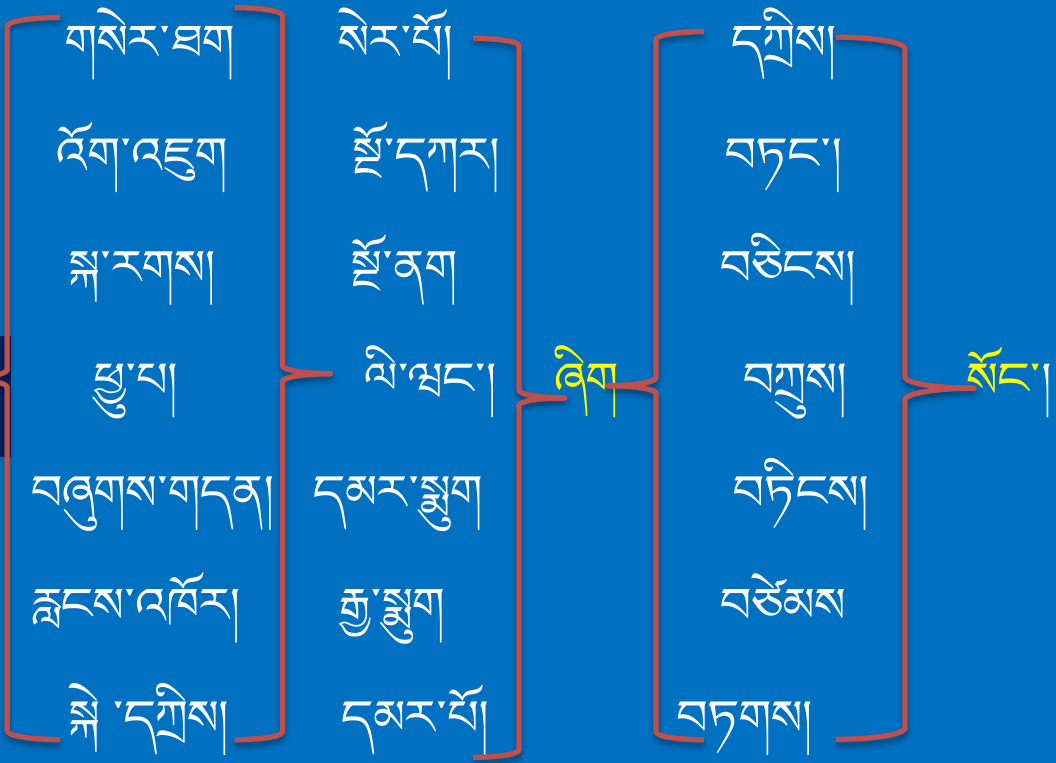 གསེར་ཐག སེར་པོ། དཀྲིས།
འོག་འཇུག སྔོ་དཀར། བཏང་།
སྐ་རགས། སྔོ་ནག བཅིངས།
ཕྱུ་པ། ལི་ལྗང་། ཞིག བཀྲུས། སོང་།
བཞུགས་གདན། དམར་སྨུག བཏིངས།
རླངས་འཁོར། རྒྱ་སྨུག བཙེམས
སྐེ་དཀྲིས། དམར་པོ། བཏགས།